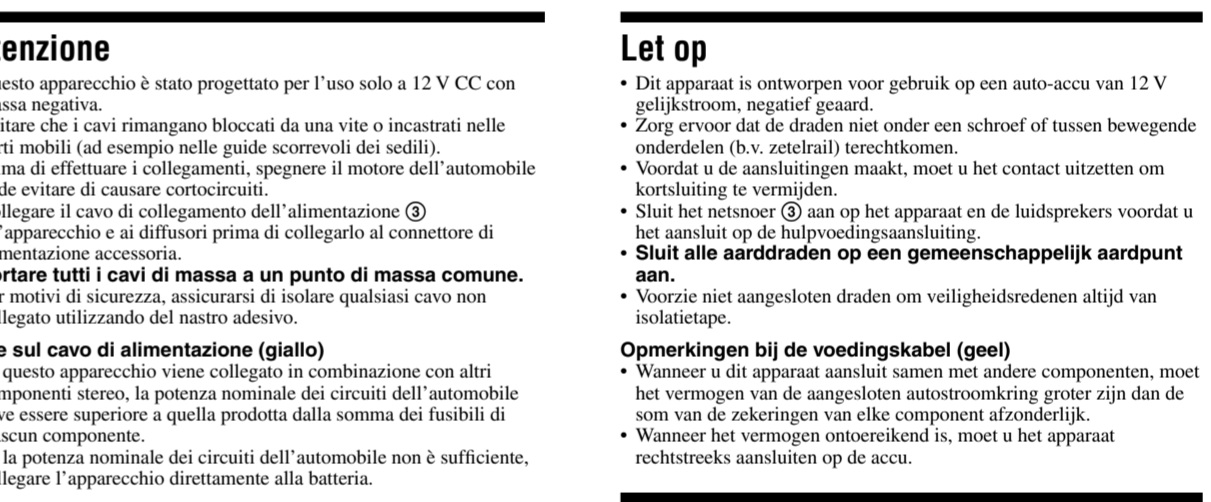 tenzione
uesto apparecchio è stato progettato per l'uso solo a 12 V CC con
assa negativa.
itare che i cavi rimangano bloccati da una vite o incastrati nelle
rti mobili (ad esempio nelle guide scorrevoli dei sedili).
ima di effettuare i collegamenti, spegnere il motore dell'automobile
de evitare di causare cortocircuiti.
ollegare il cavo di collegamento dell'alimentazione ③
'apparecchio e ai diffusori prima di collegarlo al connettore di
mentazione accessoria.
ortare tutti i cavi di massa a un punto di massa comune.
r motivi di sicurezza, assicurarsi di isolare qualsiasi cavo non
llegato utilizzando del nastro adesivo.
e sul cavo di alimentazione (giallo)
questo apparecchio viene collegato in combinazione con altri
mponenti stereo, la potenza nominale dei circuiti dell'automobile
ve essere superiore a quella prodotta dalla somma dei fusibili di
ascun componente.
la potenza nominale dei circuiti dell'automobile non è sufficiente,
llegare l'apparecchio direttamente alla batteria.
Let op
• Dit apparaat is ontworpen voor gebruik op een auto-accu van 12 V
gelijkstroom, negatief geaard.
• Zorg ervoor dat de draden niet onder een schroef of tussen bewegende
onderdelen (b.v. zetelrail) terechtkomen.
• Voordat u de aansluitingen maakt, moet u het contact uitzetten om
kortsluiting te vermijden.
• Sluit het netsnoer ③ aan op het apparaat en de luidsprekers voordat u
het aansluit op de hulpvoedingsaansluiting.
• Sluit alle aarddraden op een gemeenschappelijk aardpunt
aan.
• Voorzie niet aangesloten draden om veiligheidsredenen altijd van
isolatietape.
Opmerkingen bij de voedingskabel (geel)
• Wanneer u dit apparaat aansluit samen met andere componenten, moet
het vermogen van de aangesloten autostroomkring groter zijn dan de
som van de zekeringen van elke component afzonderlijk.
• Wanneer het vermogen ontoereikend is, moet u het apparaat
rechtstreeks aansluiten op de accu.